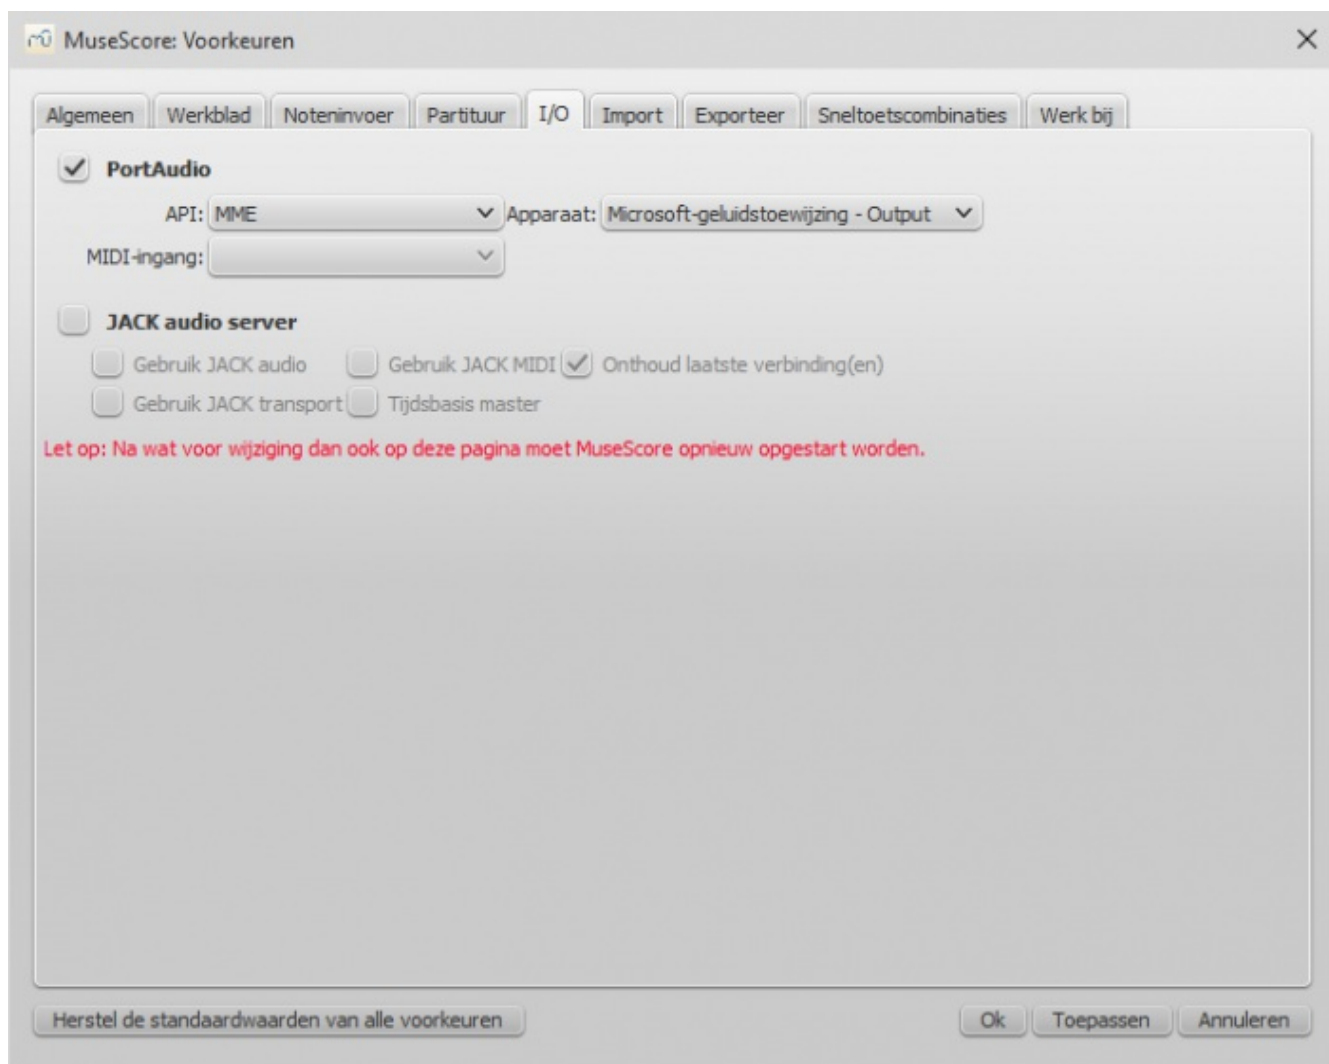 MuseScore: Voorkeuren
Algemeen Werkblad Noteninvoer Partituur I/O Import Exporteer Sneltoetscombinaties Werk bij
PortAudio
API: MME Apparaat: Microsoft-geluidstoewijzing - Output
MIDI-ingang:
JACK audio server
Gebruik JACK audio Gebruik JACK MIDI Onthoud laatste verbinding(en)
Gebruik JACK transport Tijdsbasis master
Let op: Na wat voor wijziging dan ook op deze pagina moet MuseScore opnieuw opgestart worden.
Herstel de standaardwaarden van alle voorkeuren Ok Toepassen Annuleren